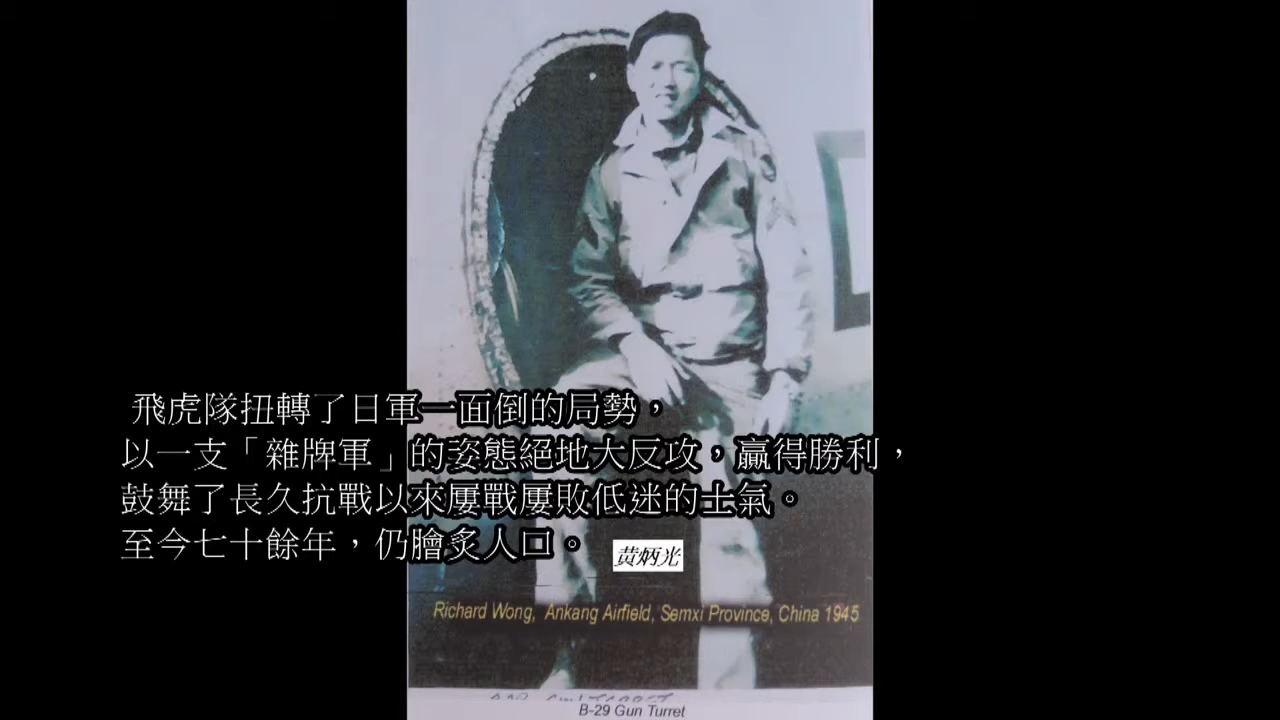 飛虎隊扭轉了日軍一面倒的局勢，
以一支「雜牌軍」的姿態絕地大反攻，贏得勝利，
鼓舞了長久抗戰以來屢戰屢敗低迷的士氣。
至今七十餘年，仍膾炙人口。
黃炳光
Richard Wong, Ankang Airfield, Semxi Province, China 1945
B-29 Gun Turret